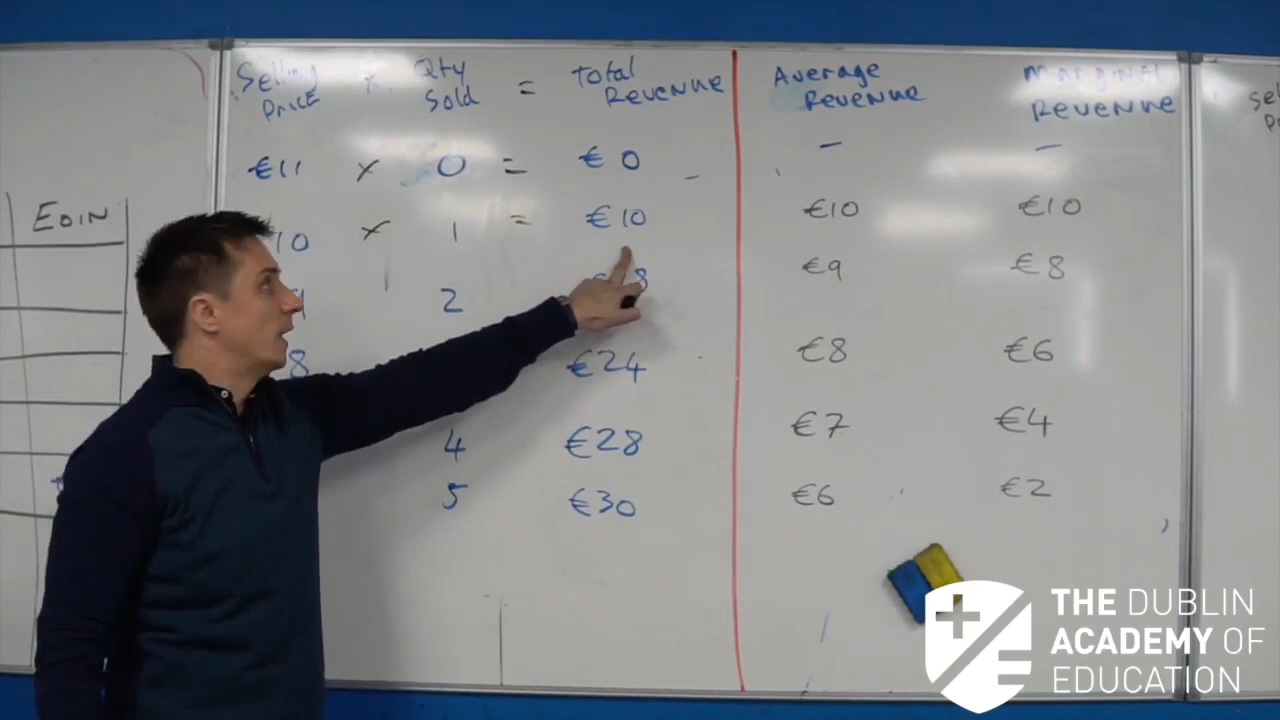 Selling × Qty = Total Average Marginal Sel
Price Sold Revenue Revenue Revenue
€11 × 0 = €0 - -
EOIN 10 × 1 = €10 €10 €10
2 8 €9 €8
8 €24 €8 €6
4 €28 €7 €4
5 €30 €6 €2
THE DUBLIN
ACADEMY OF
EDUCATION